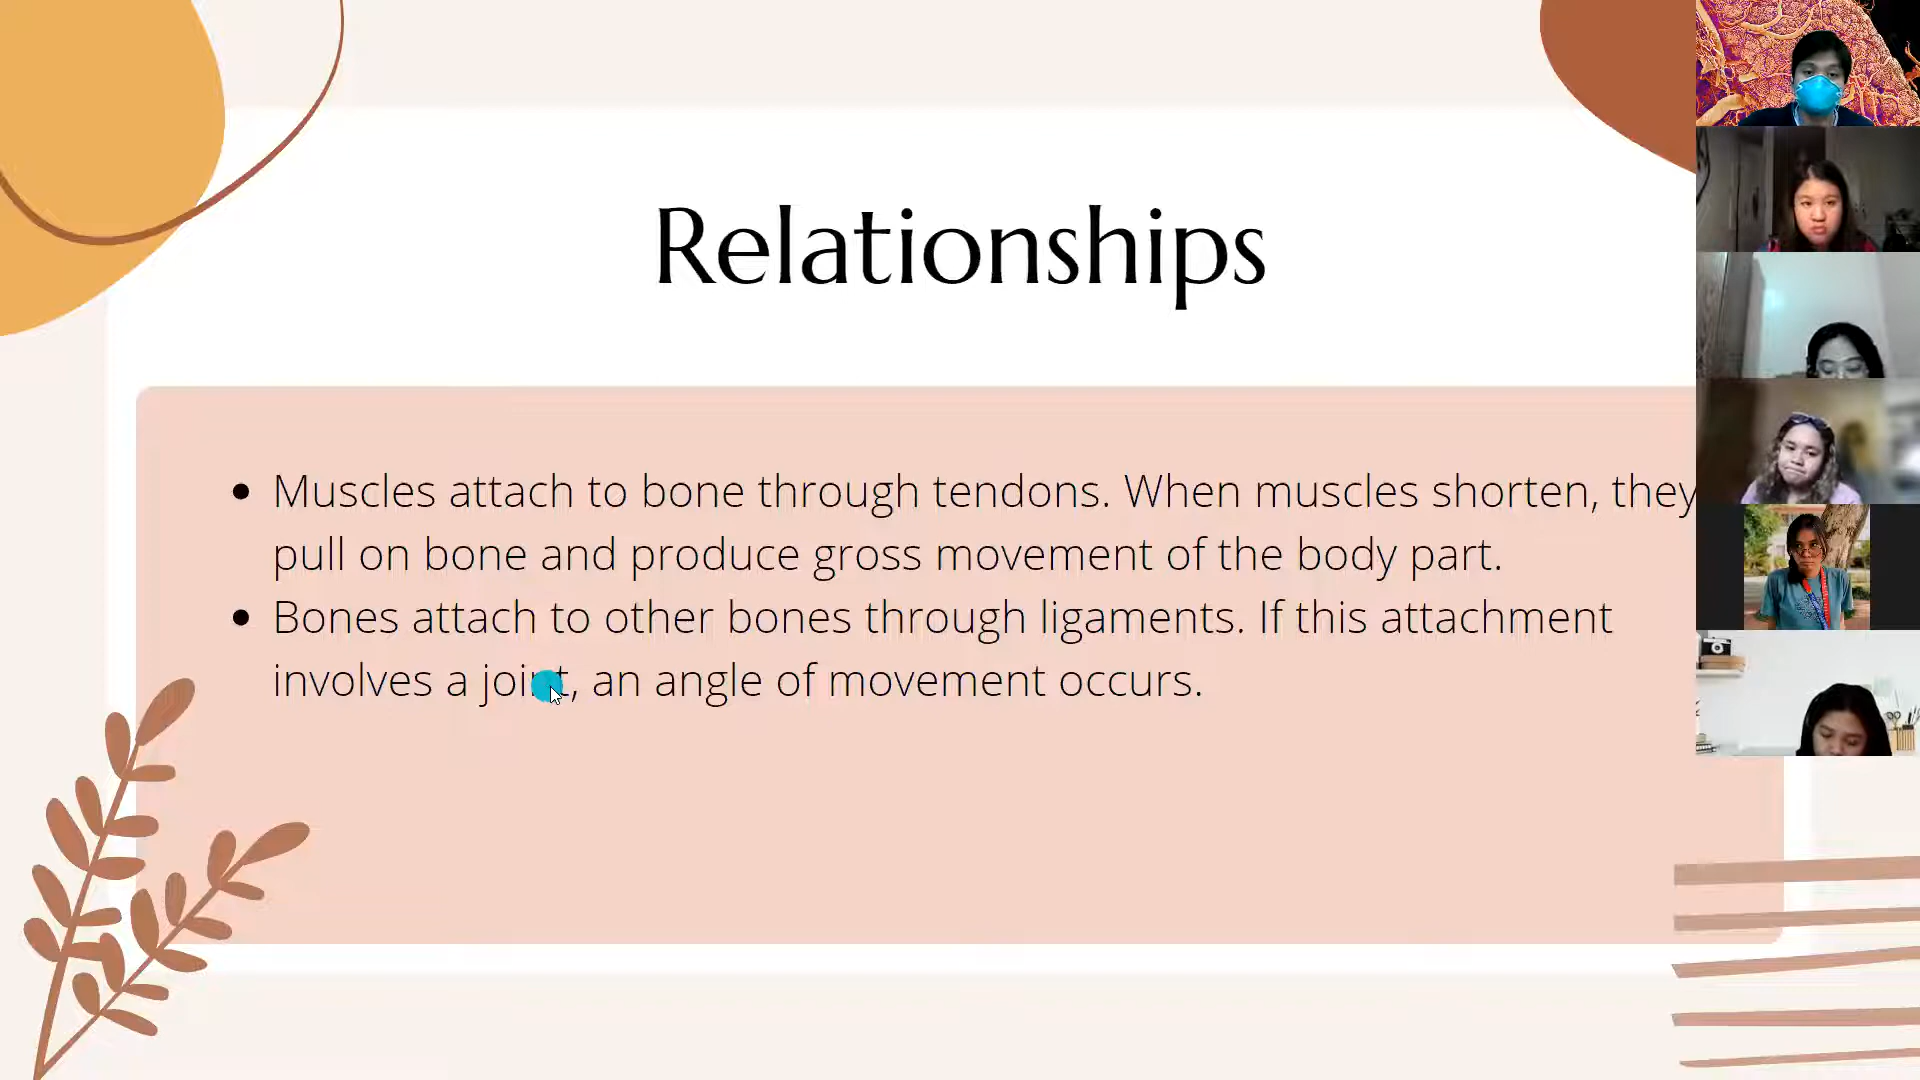 Relationships
• Muscles attach to bone through tendons. When muscles shorten, they
pull on bone and produce gross movement of the body part.
• Bones attach to other bones through ligaments. If this attachment
involves a joint, an angle of movement occurs.